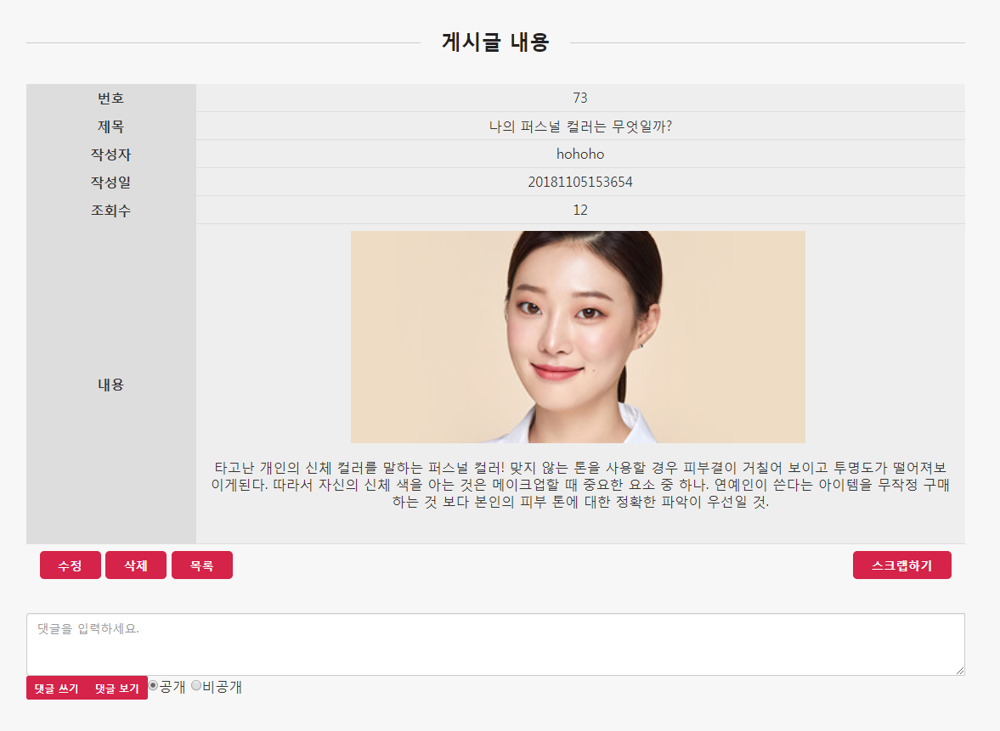 게시글 내용
번호 73
제목 나의 퍼스널 컬러는 무엇일까?
작성자 hohoho
작성일 20181105153654
조회수 12
내용
타고난 개인의 신체 컬러를 말하는 퍼스널 컬러! 맞지 않는 톤을 사용할 경우 피부결이 거칠어 보이고 투명도가 떨어져보
이게된다. 따라서 자신의 신체 색을 아는 것은 메이크업할 때 중요한 요소 중 하나. 연예인이 쓴다는 아이템을 무작정 구매
하는 것 보다 본인의 피부 톤에 대한 정확한 파악이 우선일 것.
수정 삭제 목록 스크랩하기
댓글을 입력하세요.
댓글 쓰기 댓글 보기 공개 비공개